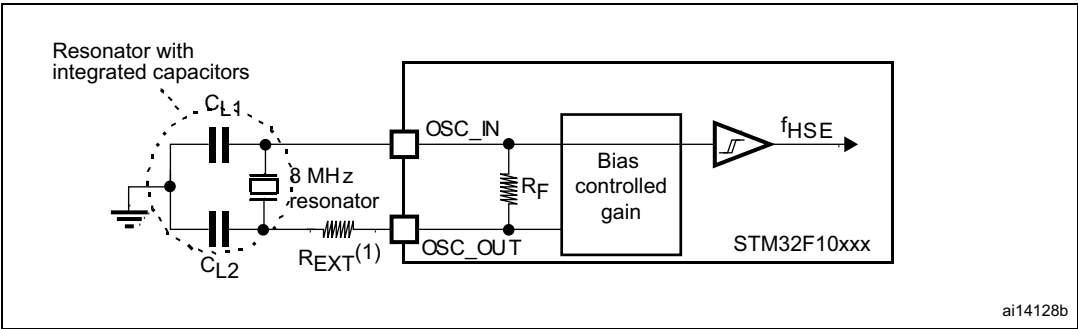 Resonator with
integrated capacitors
CL1
OSC_IN
fHSE
8 MHz
resonator
RF
Bias
controlled
gain
REXT(1)
OSC_OUT
STM32F10xxx
CL2
ai14128b